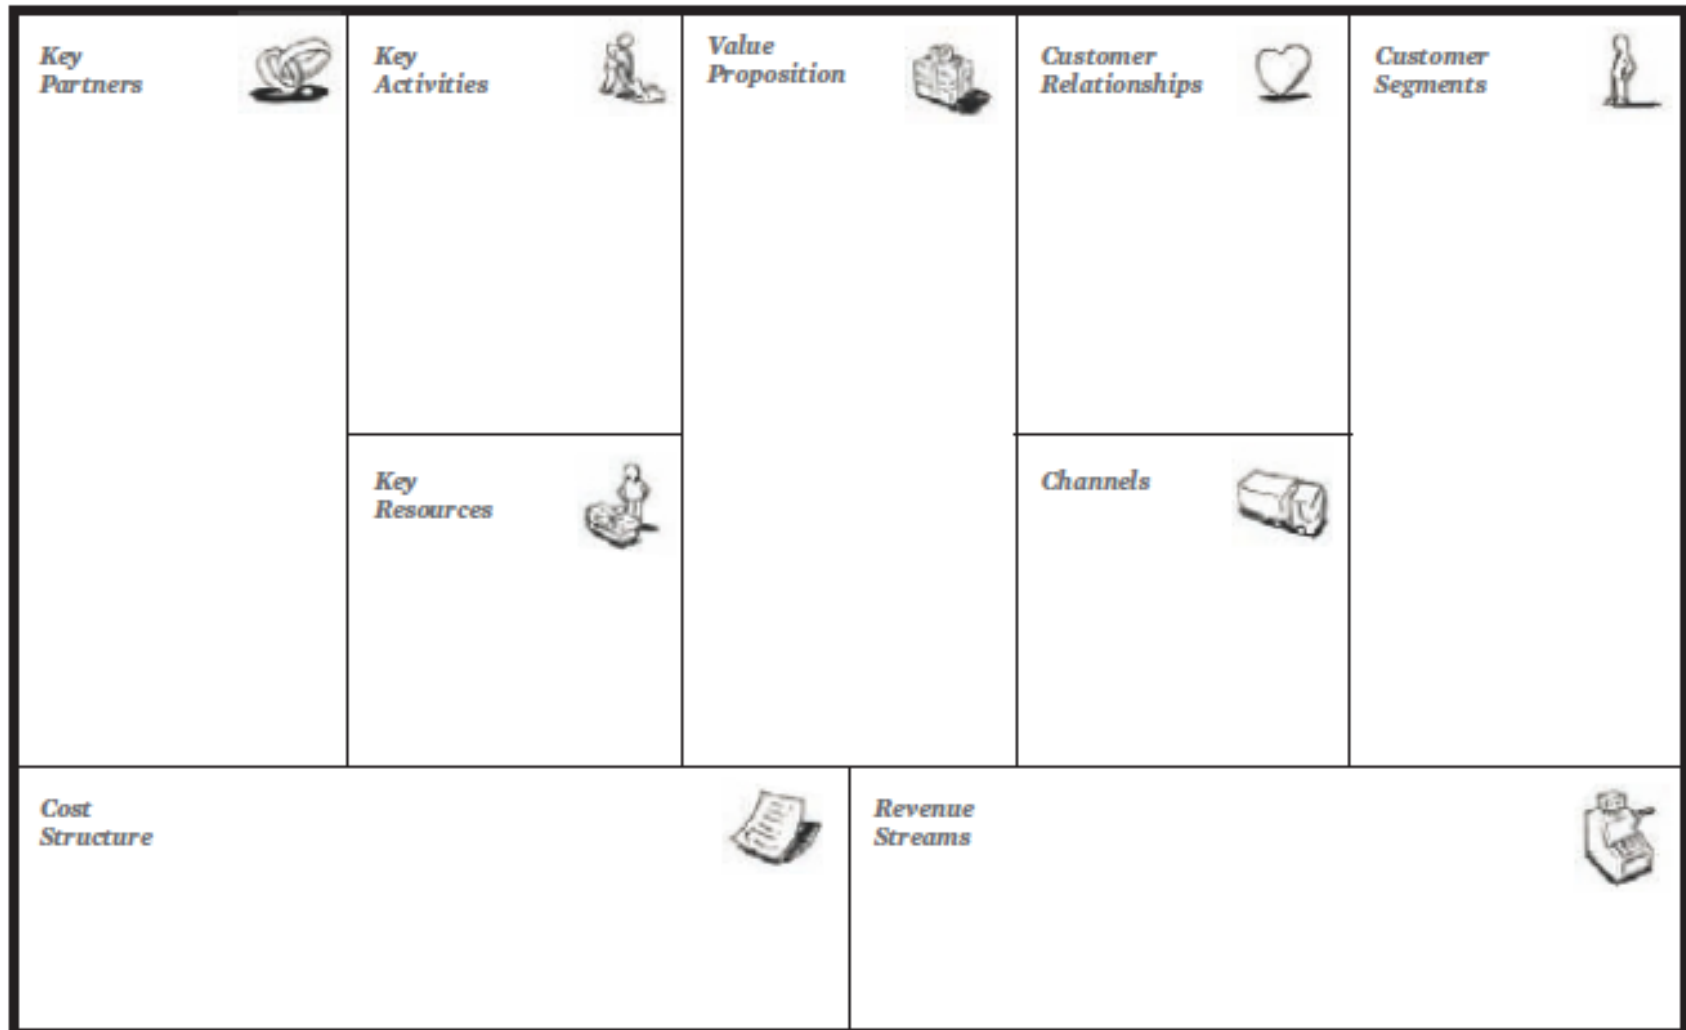 Key
Partners
Key
Activities
Value
Proposition
Customer
Relationships
Customer
Segments
Key
Resources
Channels
Cost
Structure
Revenue
Streams